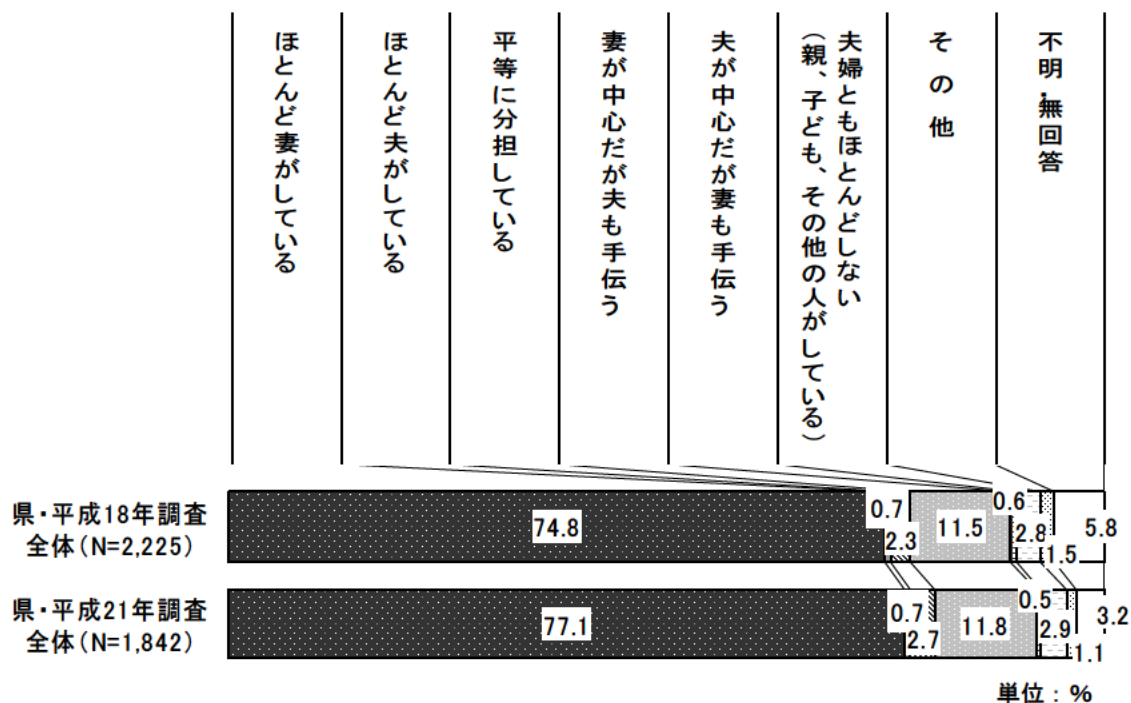 ほとんど妻がしている
ほとんど夫がしている
平等に分担している
妻が中心だが夫も手伝う
夫が中心だが妻も手伝う
夫婦ともほとんどしない
（親、子ども、その他の人がしている）
その他
不明・無回答
県・平成18年調査
全体（N=2,225）
74.8
0.7
2.3
11.5
0.6
2.8
1.5
5.8
県・平成21年調査
全体（N=1,842）
77.1
0.7
2.7
11.8
0.5
2.9
1.1
3.2
単位：％